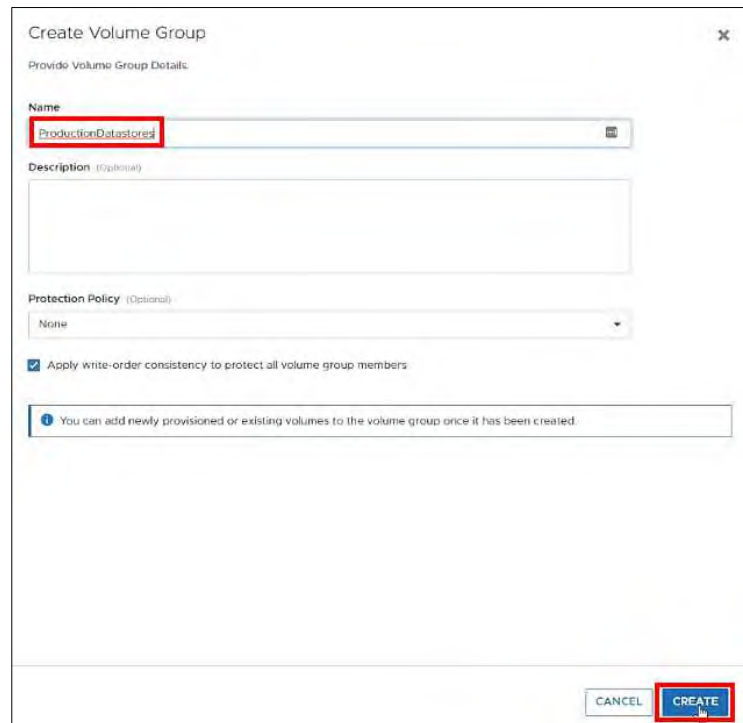 Create Volume Group
Provide Volume Group Details.
Name
ProductionDatastores
Description (Optional)
Protection Policy (Optional)
None
Apply write-order consistency to protect all volume group members
You can add newly provisioned or existing volumes to the volume group once it has been created.
CANCEL CREATE